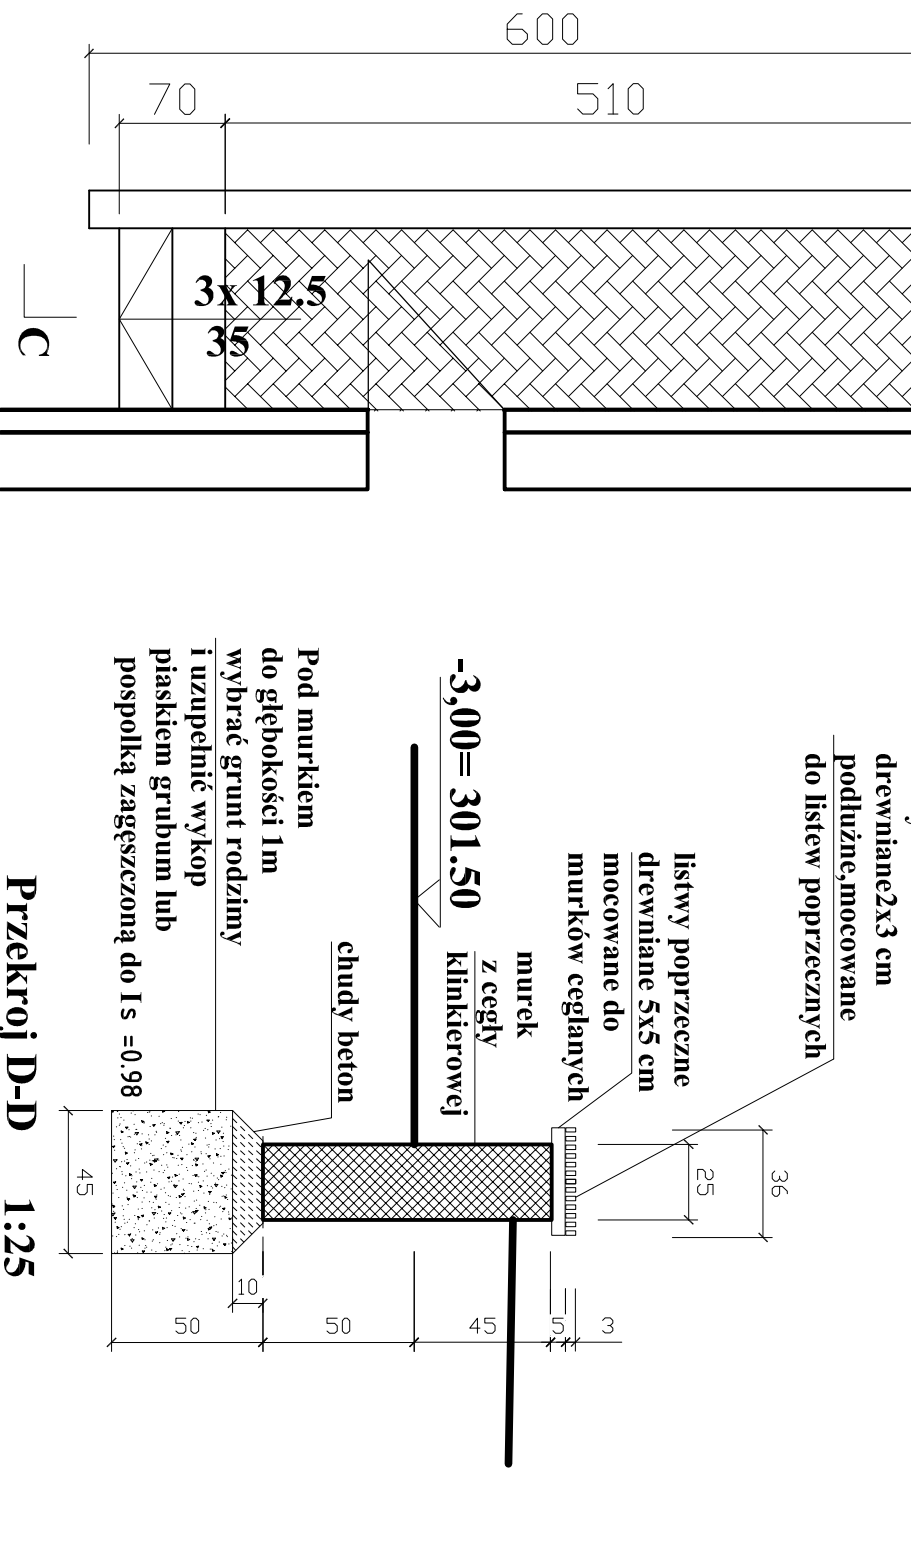 600
70
510
3x 12.5
35
C
drewniane2x3 cm
podłużne,mocowane
do listew poprzecznych
listwy poprzeczne
drewniane 5x5 cm
mocowane do
murków ceglanych
murek
z cegły
klinkierowej
-3,00= 301.50
chudy beton
Pod murkiem
do głębokości 1m
wybrać grunt rodzimy
i uzupełnić wykop
piaskiem grubum lub
pospolką zagęszczoną do I s =0.98
36
25
45
10
50
50
45
5
3
Przekroj D-D 1:25